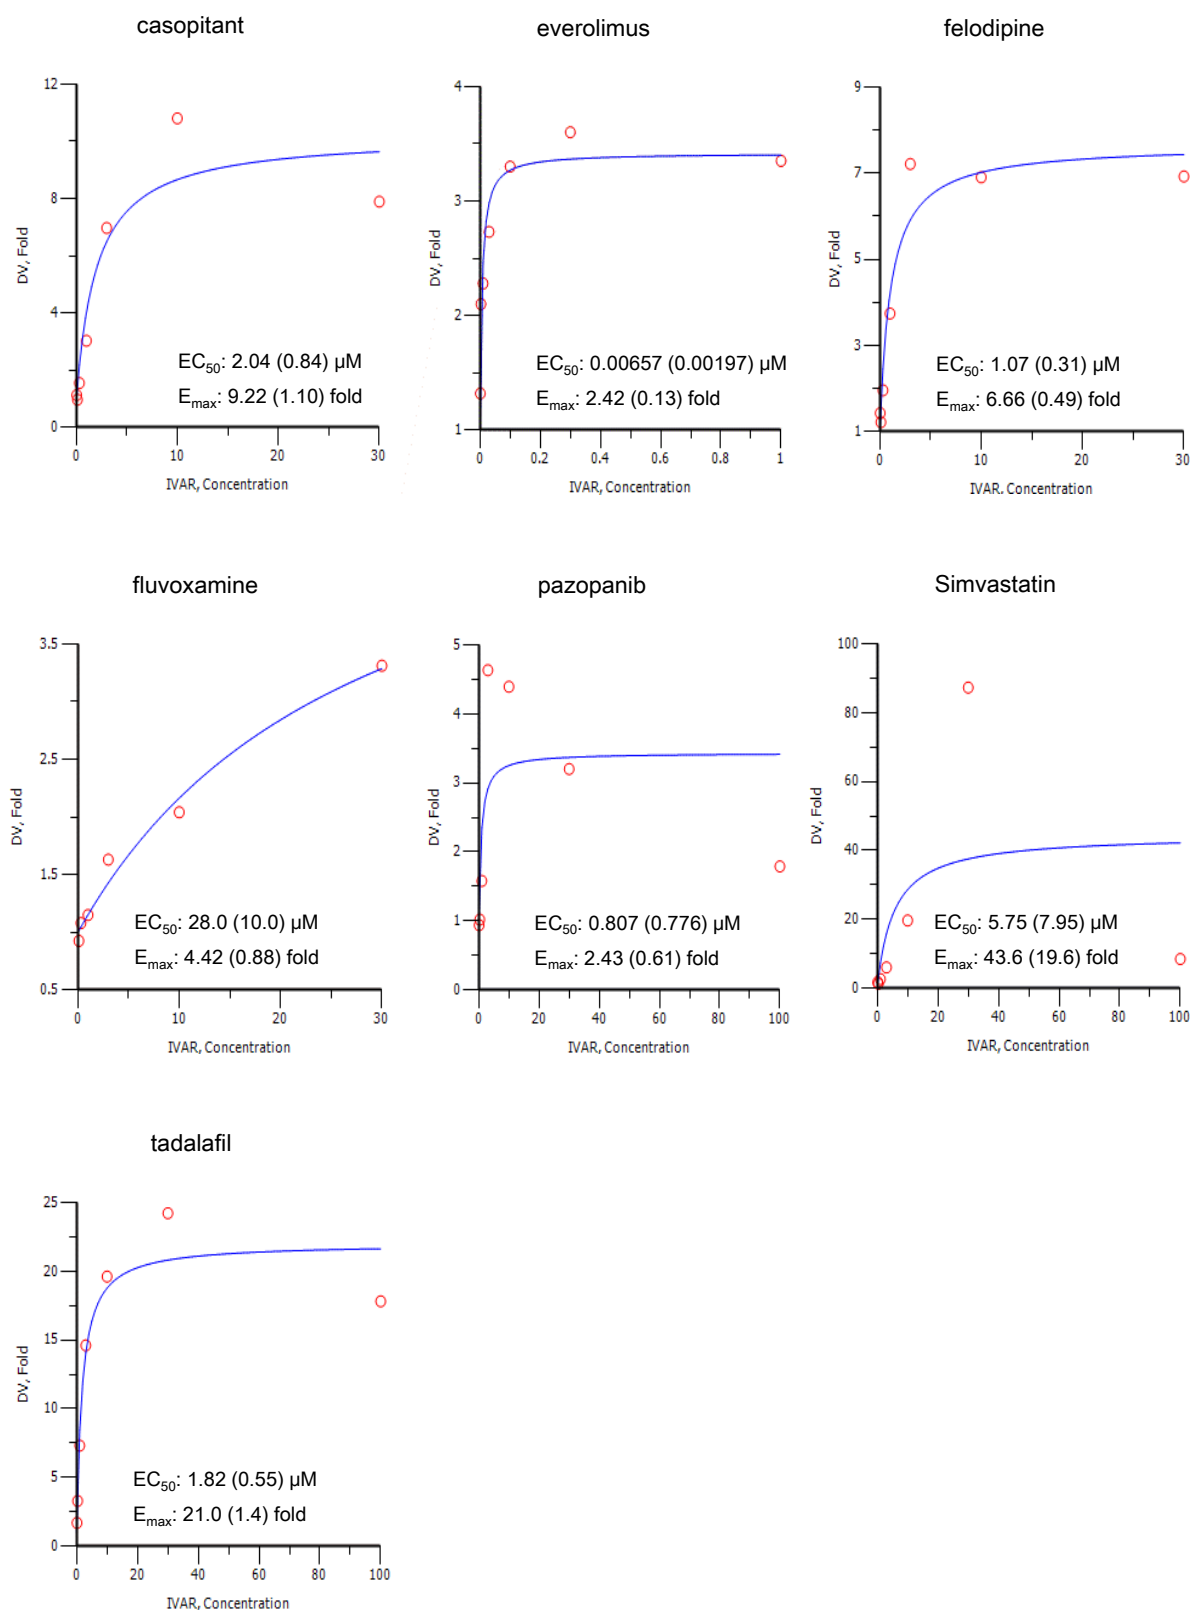 casopitant
everolimus
felodipine
12
8
4
0
DV, Fold
EC50: 2.04 (0.84) µM
Emax: 9.22 (1.10) fold
0 10 20 30
IVAR, Concentration
4
3
2
1
DV, Fold
EC50: 0.00657 (0.00197) µM
Emax: 2.42 (0.13) fold
0 0.2 0.4 0.6 0.8 1
IVAR, Concentration
9
7
5
3
1
DV, Fold
EC50: 1.07 (0.31) µM
Emax: 6.66 (0.49) fold
0 10 20 30
IVAR. Concentration
fluvoxamine
pazopanib
Simvastatin
3.5
2.5
1.5
0.5
DV, Fold
EC50: 28.0 (10.0) µM
Emax: 4.42 (0.88) fold
0 10 20 30
IVAR, Concentration
5
4
3
2
1
0
DV, Fold
EC50: 0.807 (0.776) µM
Emax: 2.43 (0.61) fold
0 20 40 60 80 100
IVAR, Concentration
100
80
60
40
20
0
DV, Fold
EC50: 5.75 (7.95) µM
Emax: 43.6 (19.6) fold
0 20 40 60 80 100
IVAR, Concentration
tadalafil
25
20
15
10
5
0
DV, Fold
EC50: 1.82 (0.55) µM
Emax: 21.0 (1.4) fold
0 20 40 60 80 100
IVAR, Concentration